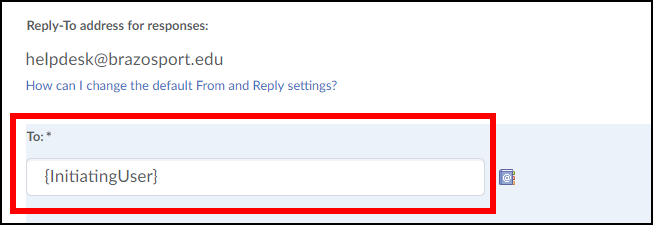 Reply-To address for responses:
helpdesk@brazosport.edu
How can I change the default From and Reply settings?
To: *
{InitiatingUser}
@